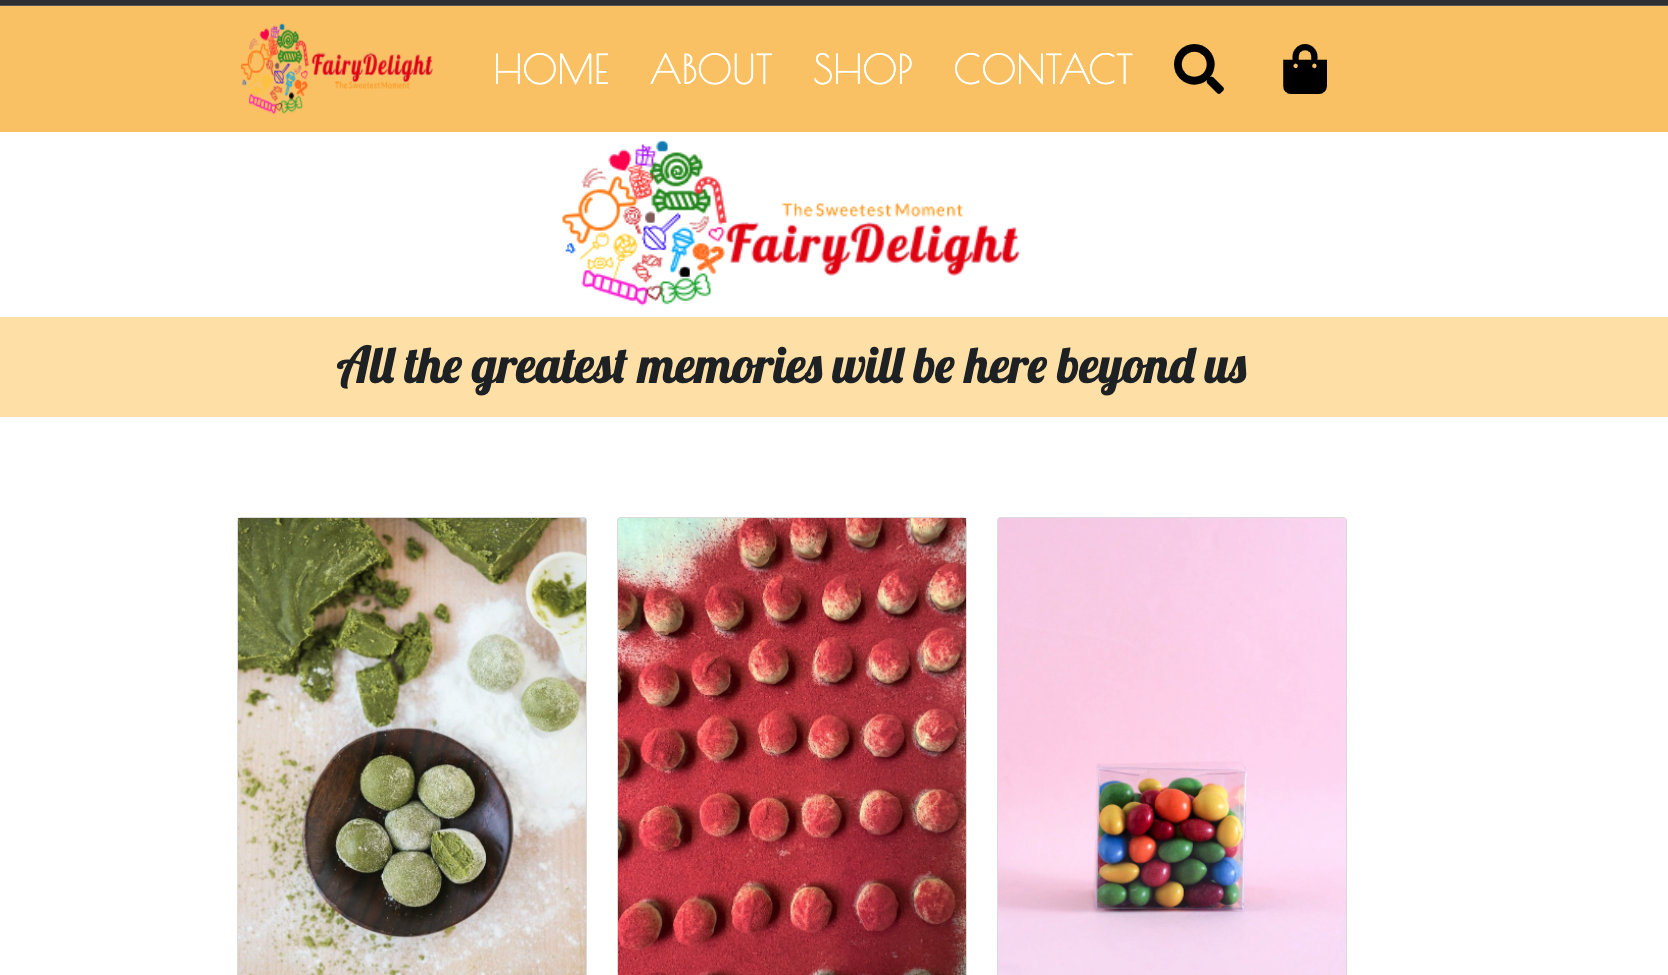 FairyDelight
The Sweetest Moment
HOME ABOUT SHOP CONTACT
The Sweetest Moment
FairyDelight
All the greatest memories will be here beyond us